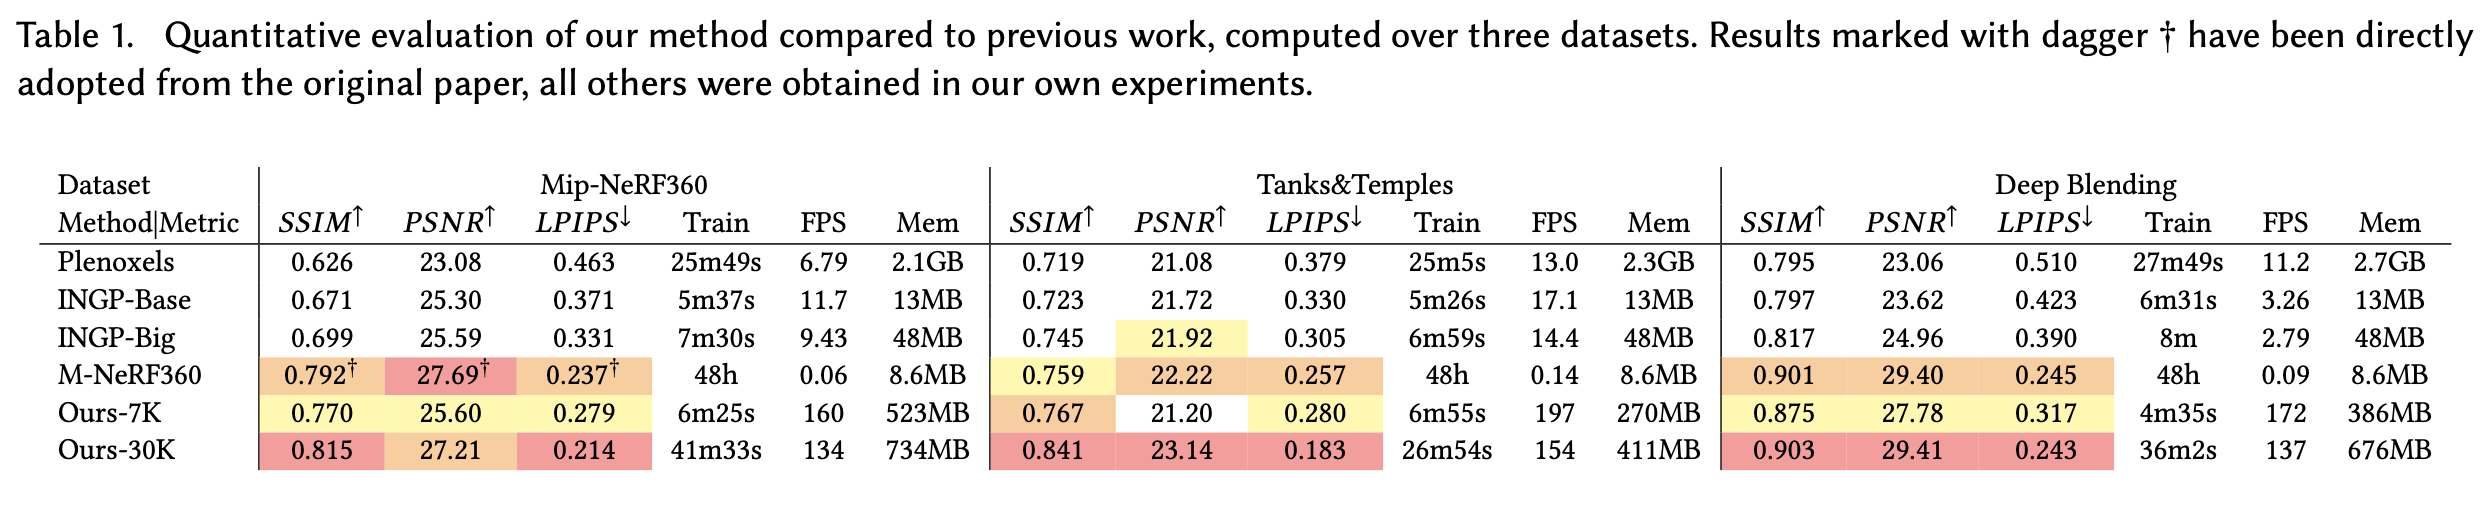 Table 1. Quantitative evaluation of our method compared to previous work, computed over three datasets. Results marked with dagger † have been directly
adopted from the original paper, all others were obtained in our own experiments.
Dataset Mip-NeRF360 Tanks&Temples Deep Blending
Method|Metric SSIM↑ PSNR↑ LPIPS↓ Train FPS Mem SSIM↑ PSNR↑ LPIPS↓ Train FPS Mem SSIM↑ PSNR↑ LPIPS↓ Train FPS Mem
Plenoxels 0.626 23.08 0.463 25m49s 6.79 2.1GB 0.719 21.08 0.379 25m5s 13.0 2.3GB 0.795 23.06 0.510 27m49s 11.2 2.7GB
INGP-Base 0.671 25.30 0.371 5m37s 11.7 13MB 0.723 21.72 0.330 5m26s 17.1 13MB 0.797 23.62 0.423 6m31s 3.26 13MB
INGP-Big 0.699 25.59 0.331 7m30s 9.43 48MB 0.745 21.92 0.305 6m59s 14.4 48MB 0.817 24.96 0.390 8m 2.79 48MB
M-NeRF360 0.792† 27.69† 0.237† 48h 0.06 8.6MB 0.759 22.22 0.257 48h 0.14 8.6MB 0.901 29.40 0.245 48h 0.09 8.6MB
Ours-7K 0.770 25.60 0.279 6m25s 160 523MB 0.767 21.20 0.280 6m55s 197 270MB 0.875 27.78 0.317 4m35s 172 386MB
Ours-30K 0.815 27.21 0.214 41m33s 134 734MB 0.841 23.14 0.183 26m54s 154 411MB 0.903 29.41 0.243 36m2s 137 676MB